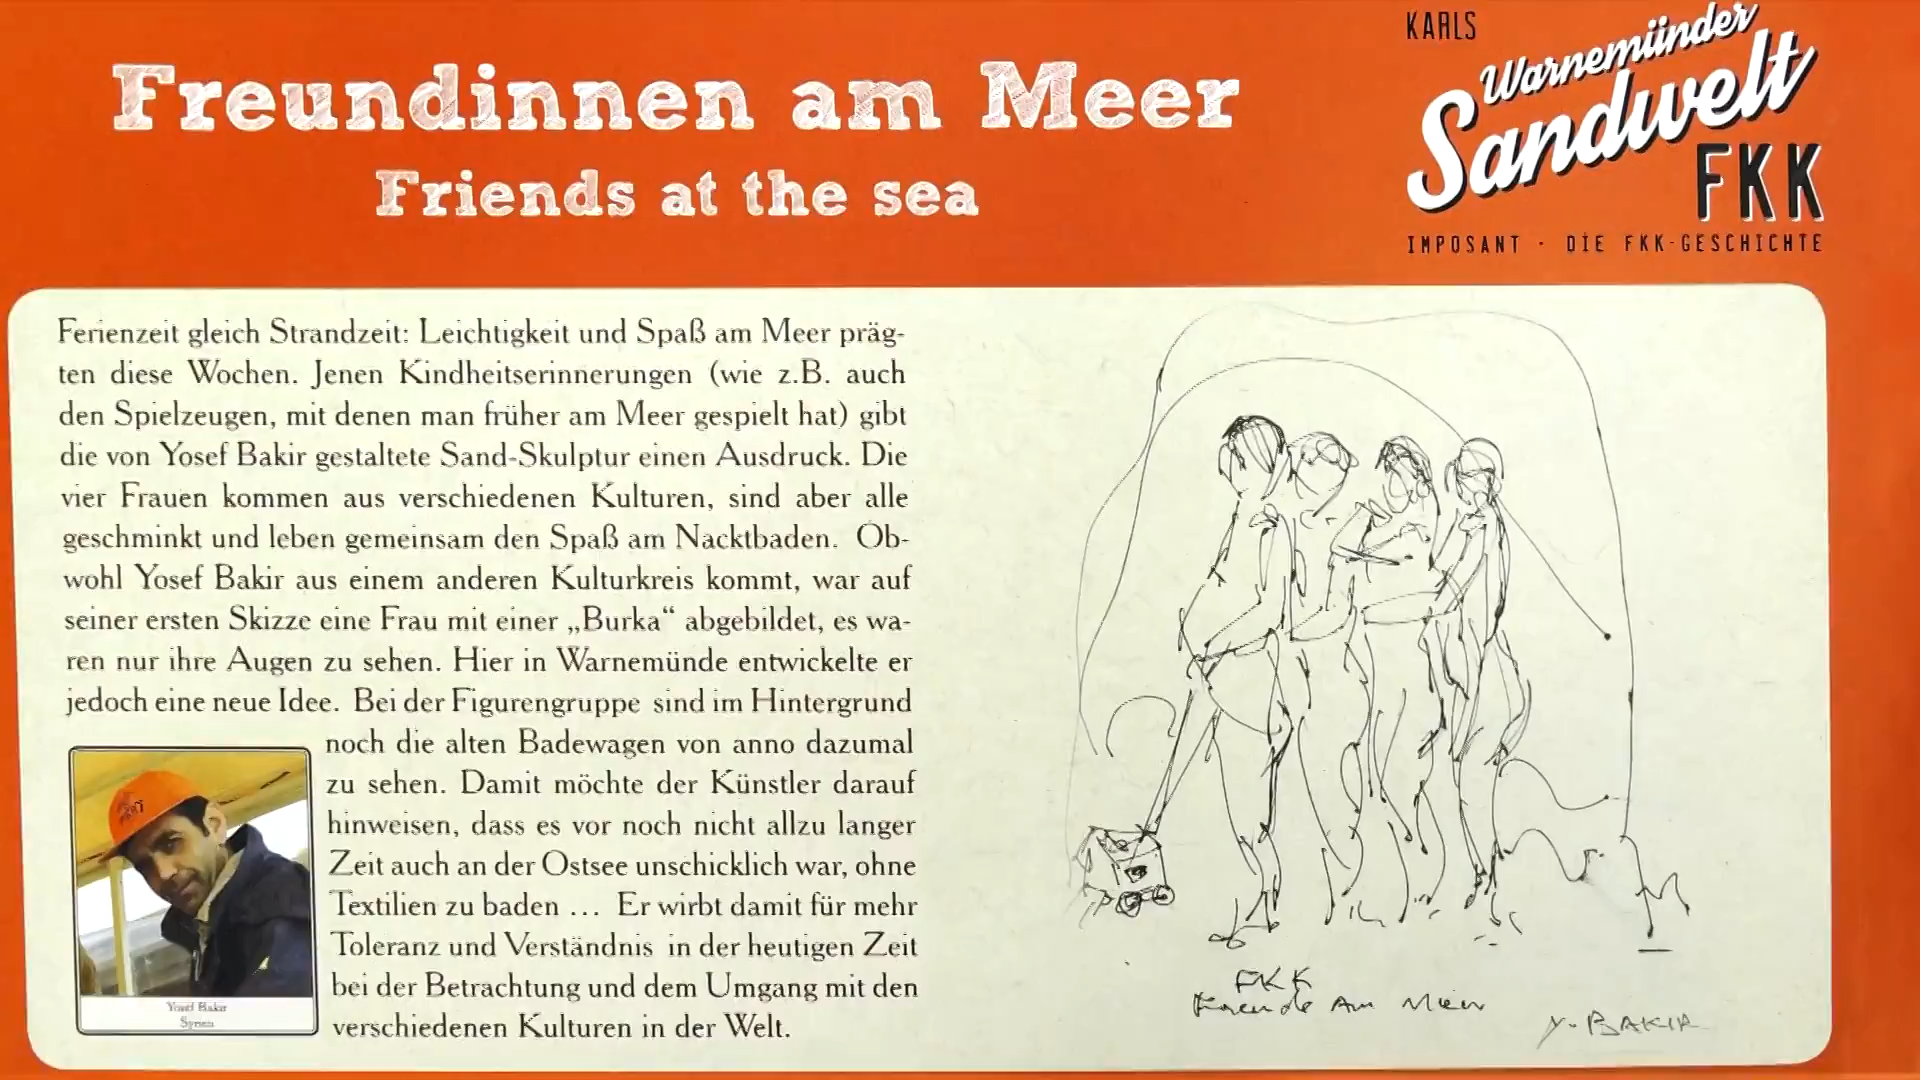 KARLS
Warnemünder
Sandwelt
FKK
IMPOSANT · DIE FKK-GESCHICHTE
Freundinnen am Meer
Friends at the sea
Ferienzeit gleich Strandzeit: Leichtigkeit und Spaß am Meer präg-
ten diese Wochen. Jenen Kindheitserinnerungen (wie z.B. auch
den Spielzeugen, mit denen man früher am Meer gespielt hat) gibt
die von Yosef Bakir gestaltete Sand-Skulptur einen Ausdruck. Die
vier Frauen kommen aus verschiedenen Kulturen, sind aber alle
geschminkt und leben gemeinsam den Spaß am Nacktbaden. Ob-
wohl Yosef Bakir aus einem anderen Kulturkreis kommt, war auf
seiner ersten Skizze eine Frau mit einer „Burka“ abgebildet, es wa-
ren nur ihre Augen zu sehen. Hier in Warnemünde entwickelte er
jedoch eine neue Idee. Bei der Figurengruppe sind im Hintergrund
noch die alten Badewagen von anno dazumal
zu sehen. Damit möchte der Künstler darauf
hinweisen, dass es vor noch nicht allzu langer
Zeit auch an der Ostsee unschicklich war, ohne
Textilien zu baden ... Er wirbt damit für mehr
Toleranz und Verständnis in der heutigen Zeit
bei der Betrachtung und dem Umgang mit den
verschiedenen Kulturen in der Welt.
Yosef Bakir
Syrien
FKK
Freunde Am Meer
Y. BAKIR